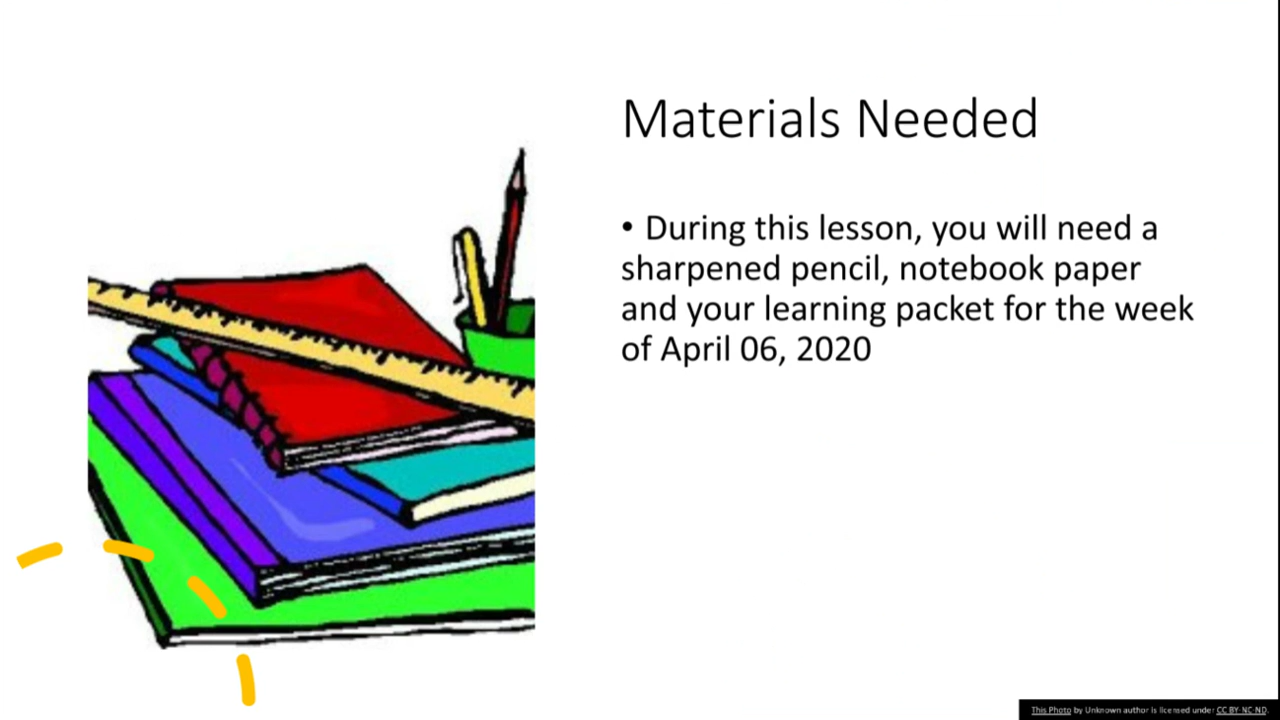 Materials Needed
• During this lesson, you will need a
sharpened pencil, notebook paper
and your learning packet for the week
of April 06, 2020
This Photo by Unknown author is licensed under CC BY-NC-ND.